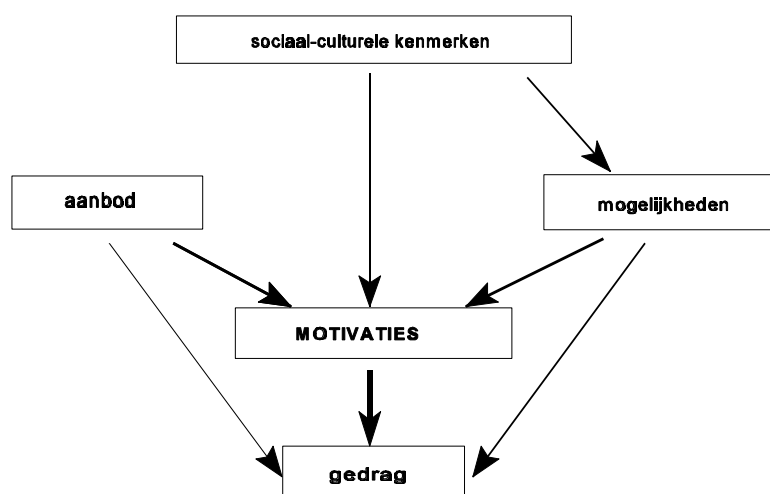 sociaal-culturele kenmerken
aanbod
mogelijkheden
MOTIVATIES
gedrag